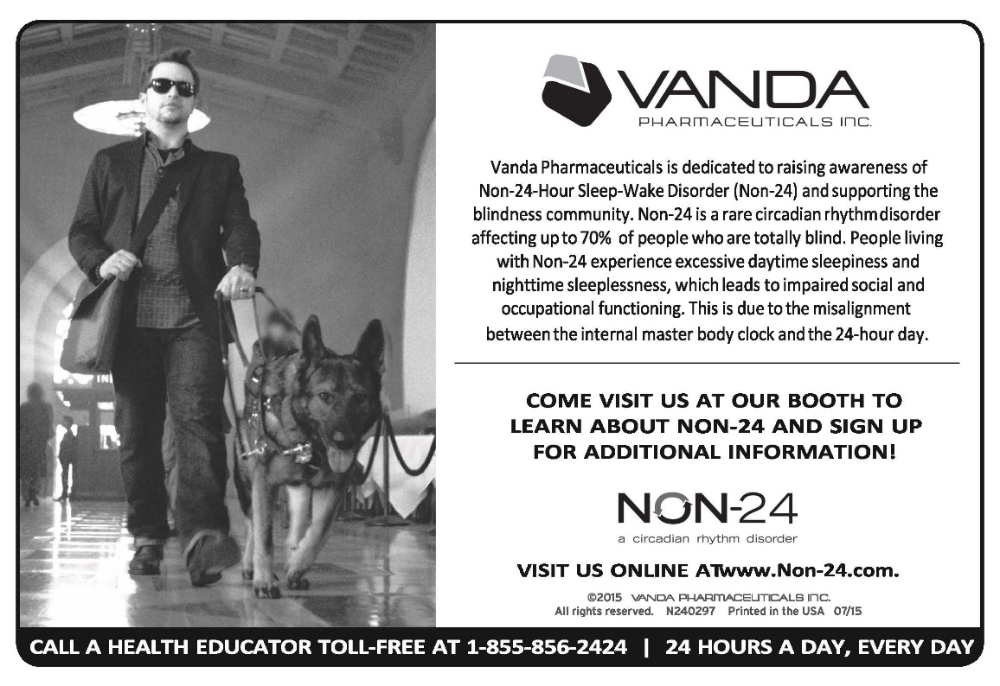 VANDA
PHARMACEUTICALS INC.
Vanda Pharmaceuticals is dedicated to raising awareness of
Non-24-Hour Sleep-Wake Disorder (Non-24) and supporting the
blindness community. Non-24 is a rare circadian rhythm disorder
affecting up to 70% of people who are totally blind. People living
with Non-24 experience excessive daytime sleepiness and
nighttime sleeplessness, which leads to impaired social and
occupational functioning. This is due to the misalignment
between the internal master body clock and the 24-hour day.
COME VISIT US AT OUR BOOTH TO
LEARN ABOUT NON-24 AND SIGN UP
FOR ADDITIONAL INFORMATION!
NON-24
a circadian rhythm disorder
VISIT US ONLINE AT www.Non-24.com.
©2015 VANDA PHARMACEUTICALS INC.
All rights reserved. N240297 Printed in the USA 07/15
CALL A HEALTH EDUCATOR TOLL-FREE AT 1-855-856-2424 | 24 HOURS A DAY, EVERY DAY